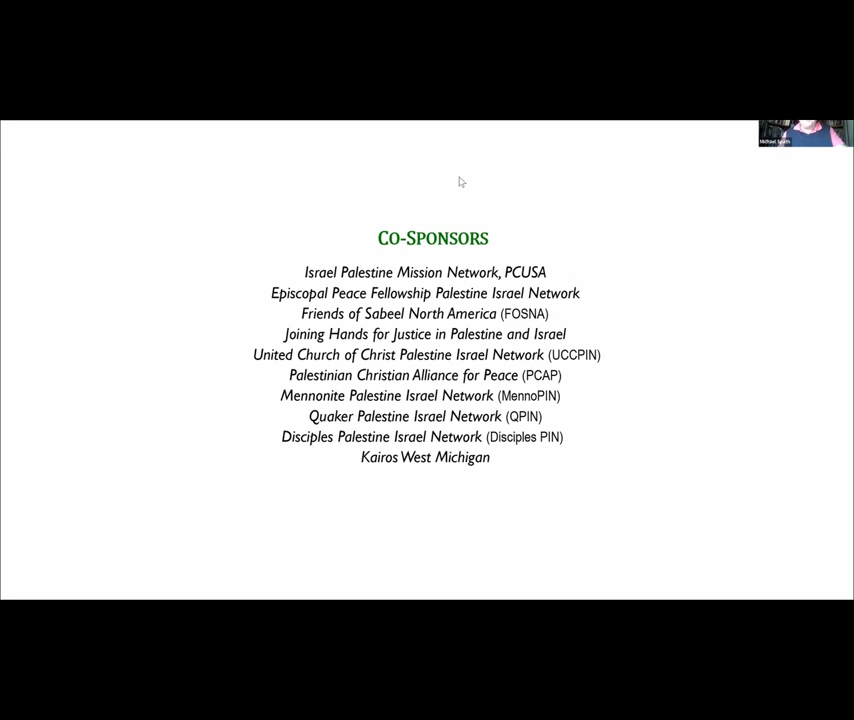 Michael Spath
CO-SPONSORS
Israel Palestine Mission Network, PCUSA
Episcopal Peace Fellowship Palestine Israel Network
Friends of Sabeel North America (FOSNA)
Joining Hands for Justice in Palestine and Israel
United Church of Christ Palestine Israel Network (UCCPIN)
Palestinian Christian Alliance for Peace (PCAP)
Mennonite Palestine Israel Network (MennoPIN)
Quaker Palestine Israel Network (QPIN)
Disciples Palestine Israel Network (Disciples PIN)
Kairos West Michigan